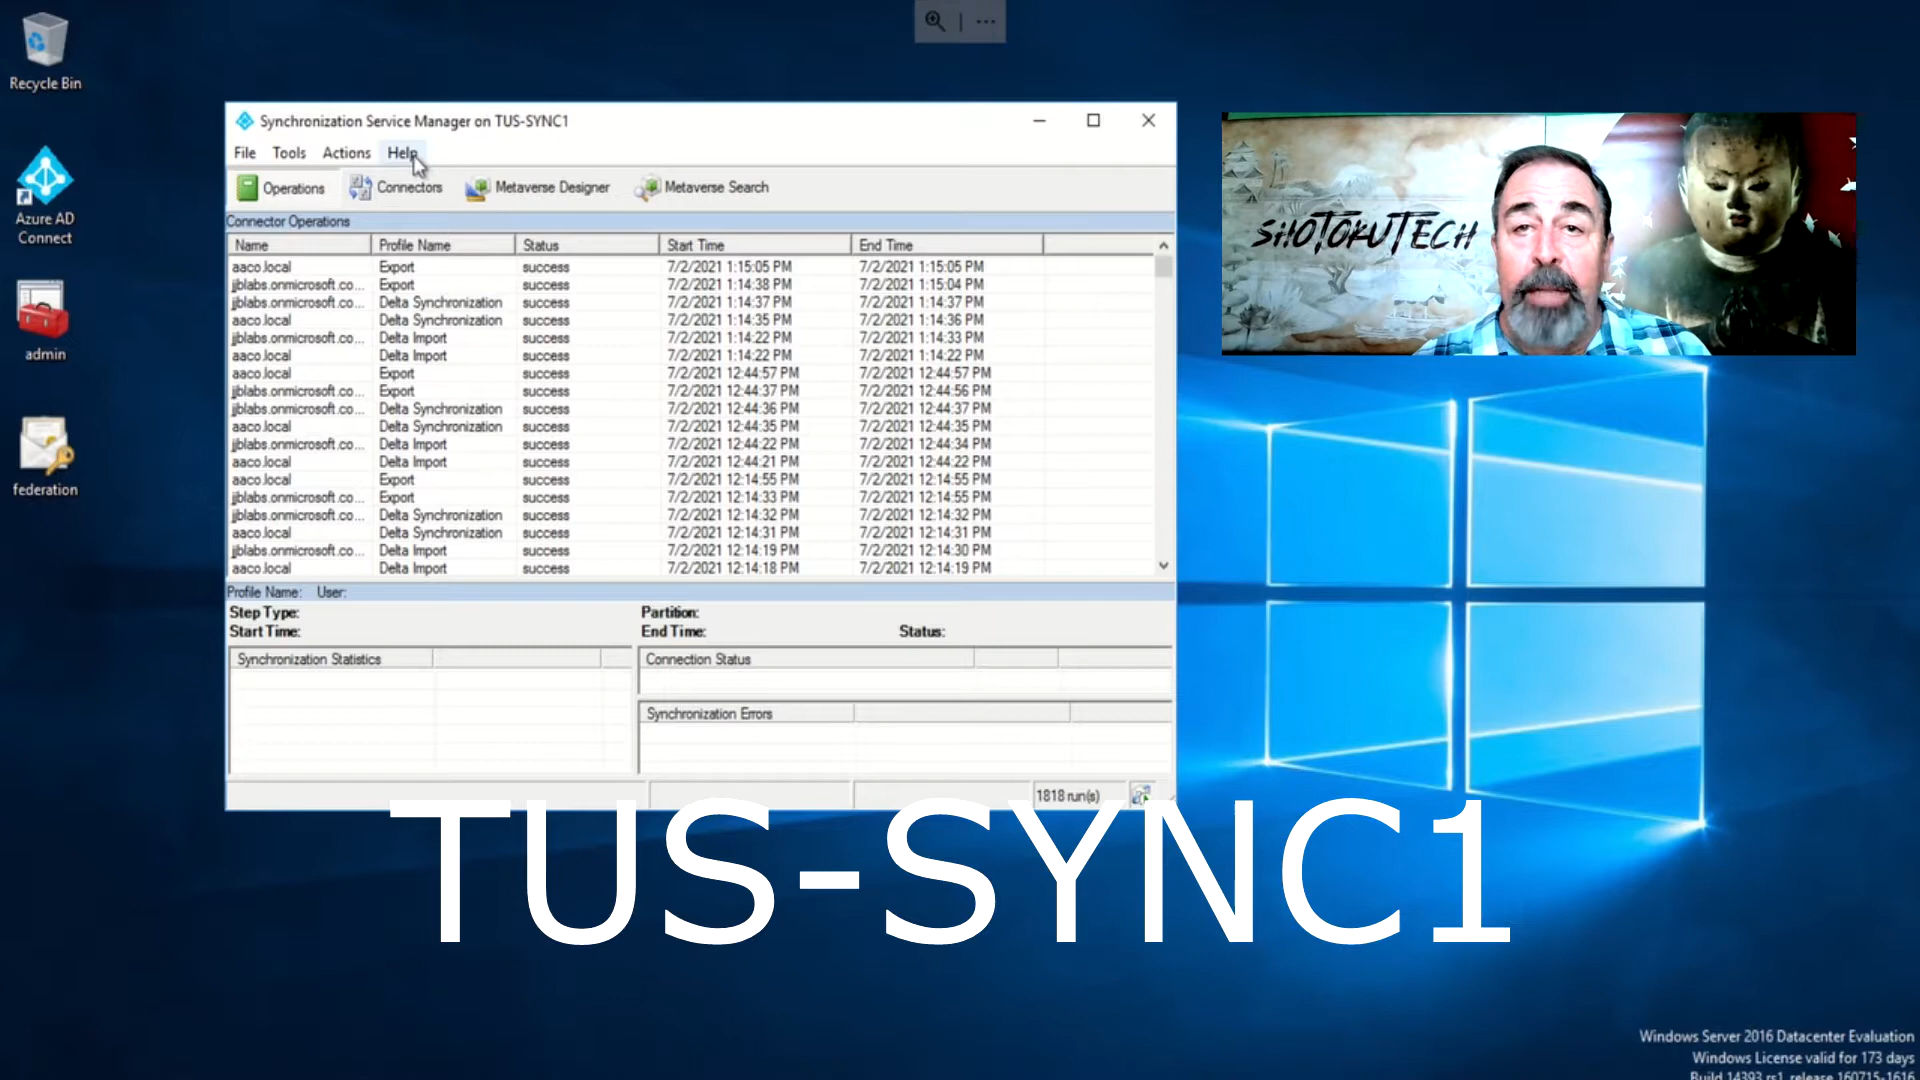 Recycle Bin
Azure AD
Connect
admin
federation
Synchronization Service Manager on TUS-SYNC1
File Tools Actions Help
Operations Connectors Metaverse Designer Metaverse Search
Connector Operations
Name Profile Name Status Start Time End Time
aaco.local Export success 7/2/2021 1:15:05 PM 7/2/2021 1:15:05 PM
jjblabs.onmicrosoft.co... Export success 7/2/2021 1:14:38 PM 7/2/2021 1:15:04 PM
jjblabs.onmicrosoft.co... Delta Synchronization success 7/2/2021 1:14:37 PM 7/2/2021 1:14:37 PM
aaco.local Delta Synchronization success 7/2/2021 1:14:35 PM 7/2/2021 1:14:36 PM
jjblabs.onmicrosoft.co... Delta Import success 7/2/2021 1:14:22 PM 7/2/2021 1:14:33 PM
aaco.local Delta Import success 7/2/2021 1:14:22 PM 7/2/2021 1:14:22 PM
aaco.local Export success 7/2/2021 12:44:57 PM 7/2/2021 12:44:57 PM
jjblabs.onmicrosoft.co... Export success 7/2/2021 12:44:37 PM 7/2/2021 12:44:56 PM
jjblabs.onmicrosoft.co... Delta Synchronization success 7/2/2021 12:44:36 PM 7/2/2021 12:44:37 PM
aaco.local Delta Synchronization success 7/2/2021 12:44:35 PM 7/2/2021 12:44:35 PM
jjblabs.onmicrosoft.co... Delta Import success 7/2/2021 12:44:22 PM 7/2/2021 12:44:34 PM
aaco.local Delta Import success 7/2/2021 12:44:21 PM 7/2/2021 12:44:22 PM
aaco.local Export success 7/2/2021 12:14:55 PM 7/2/2021 12:14:55 PM
jjblabs.onmicrosoft.co... Export success 7/2/2021 12:14:33 PM 7/2/2021 12:14:55 PM
jjblabs.onmicrosoft.co... Delta Synchronization success 7/2/2021 12:14:32 PM 7/2/2021 12:14:32 PM
aaco.local Delta Synchronization success 7/2/2021 12:14:31 PM 7/2/2021 12:14:31 PM
jjblabs.onmicrosoft.co... Delta Import success 7/2/2021 12:14:19 PM 7/2/2021 12:14:30 PM
aaco.local Delta Import success 7/2/2021 12:14:18 PM 7/2/2021 12:14:19 PM
Profile Name: User:
Step Type: Partition:
Start Time: End Time: Status:
Synchronization Statistics Connection Status
Synchronization Errors
1818 run(s)
SHOTOKUTECH
TUS-SYNC1
Windows Server 2016 Datacenter Evaluation
Windows License valid for 173 days
Build 14393.rs1_release.160715-1616